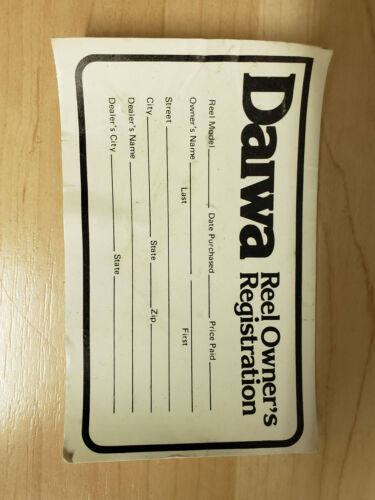 Daiwa Reel Owner's
Registration
Reel Model Date Purchased Price Paid
Owner's Name
Last First
Street
City State Zip
Dealer's Name
Dealer's City State